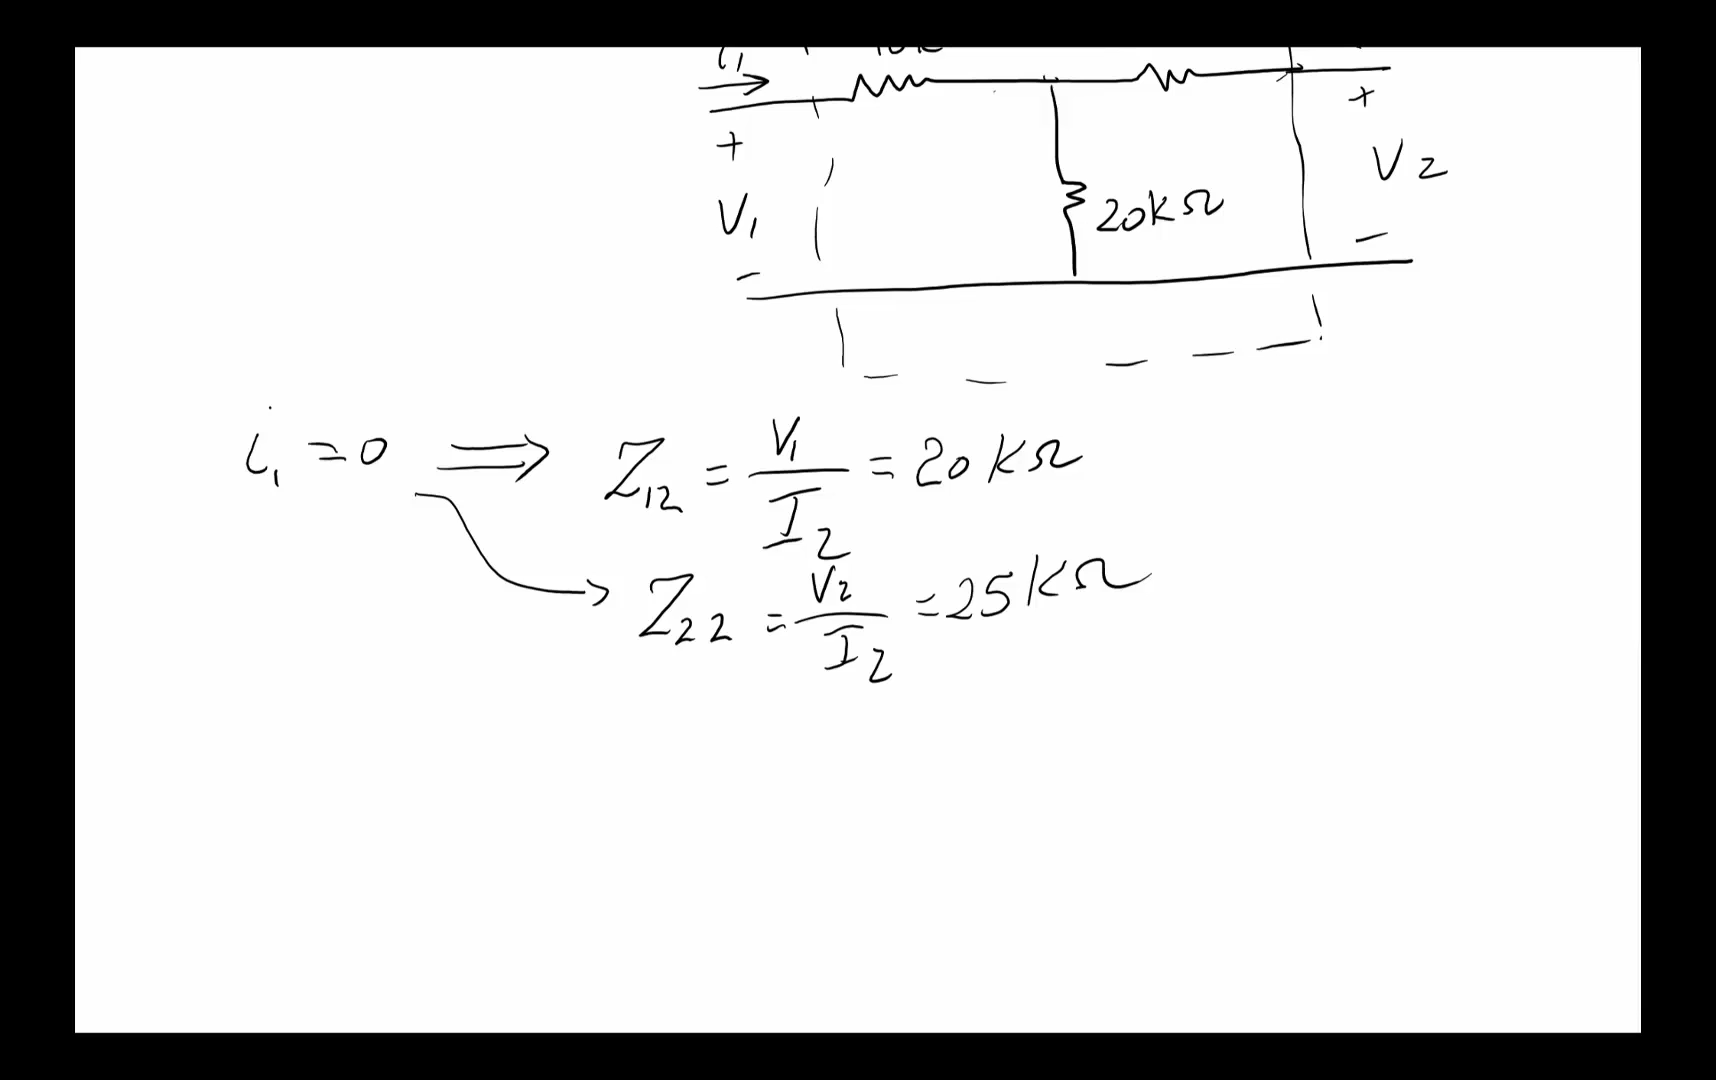 i₁
+
+
V₁
V2
20kΩ
-
-
i₁ = 0 ⟹ Z₁₂ = V₁ / I₂ = 20kΩ
Z₂₂ = V₂ / I₂ = 25kΩ